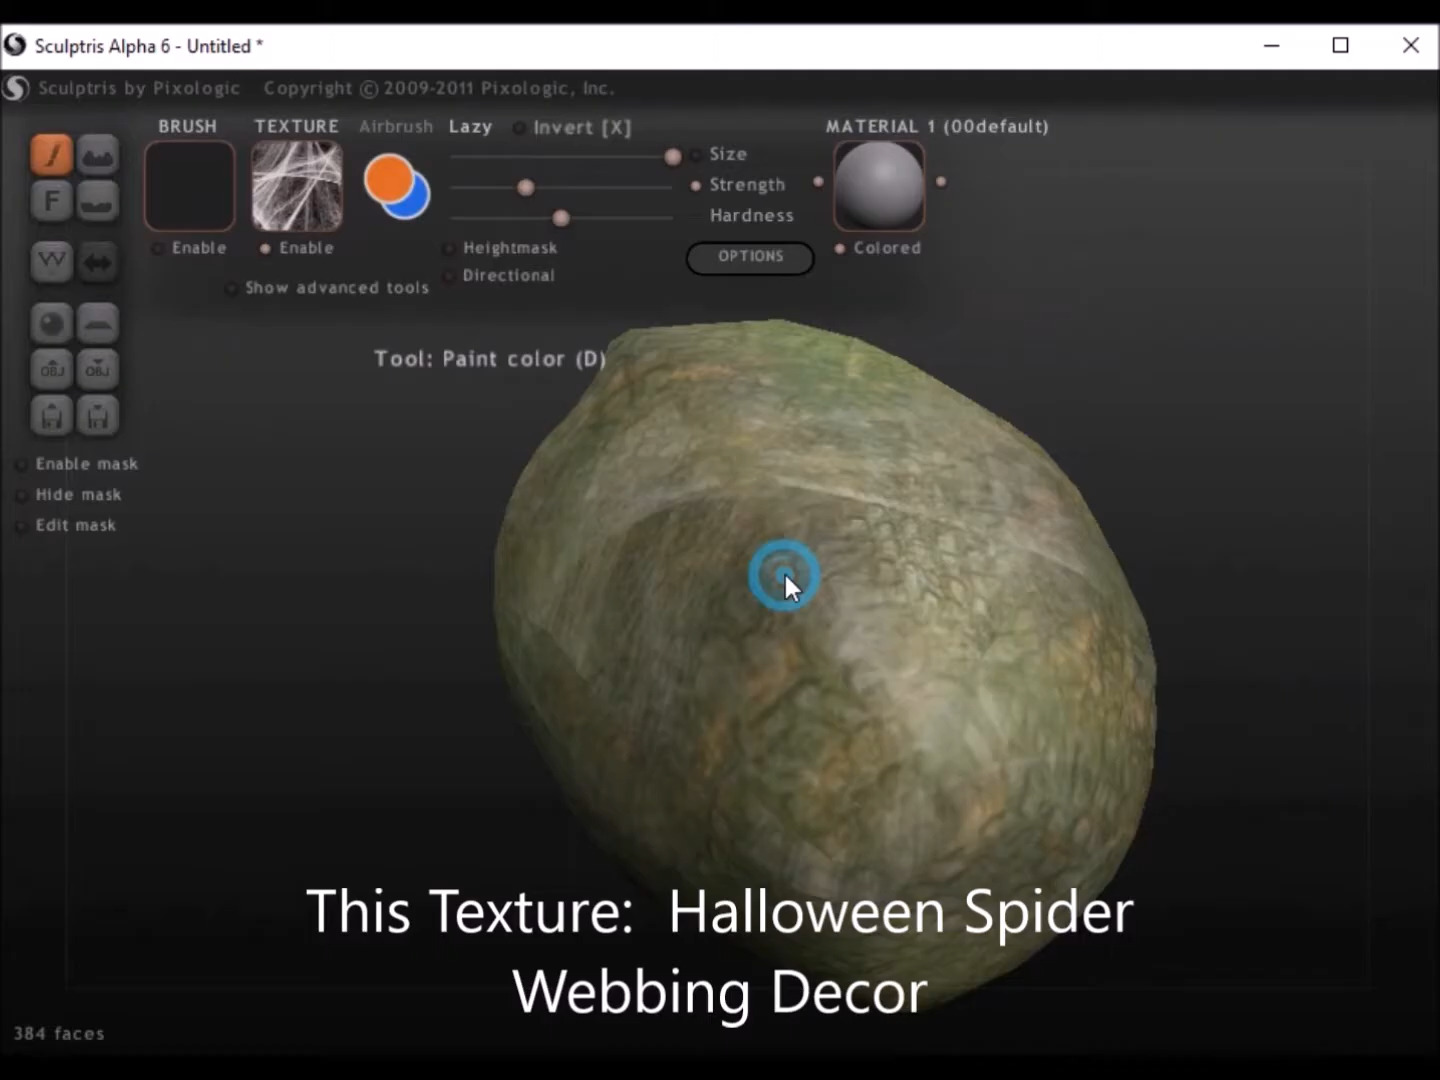 Sculptris Alpha 6 - Untitled *
Sculptris by Pixologic Copyright © 2009-2011 Pixologic, Inc.
BRUSH TEXTURE Airbrush Lazy Invert [X] MATERIAL 1 (00default)
Size
Strength
Hardness
F
Enable Enable Heightmask OPTIONS Colored
Directional
Show advanced tools
Tool: Paint color (D)
OBJ OBJ
Enable mask
Hide mask
Edit mask
This Texture: Halloween Spider
Webbing Decor
384 faces